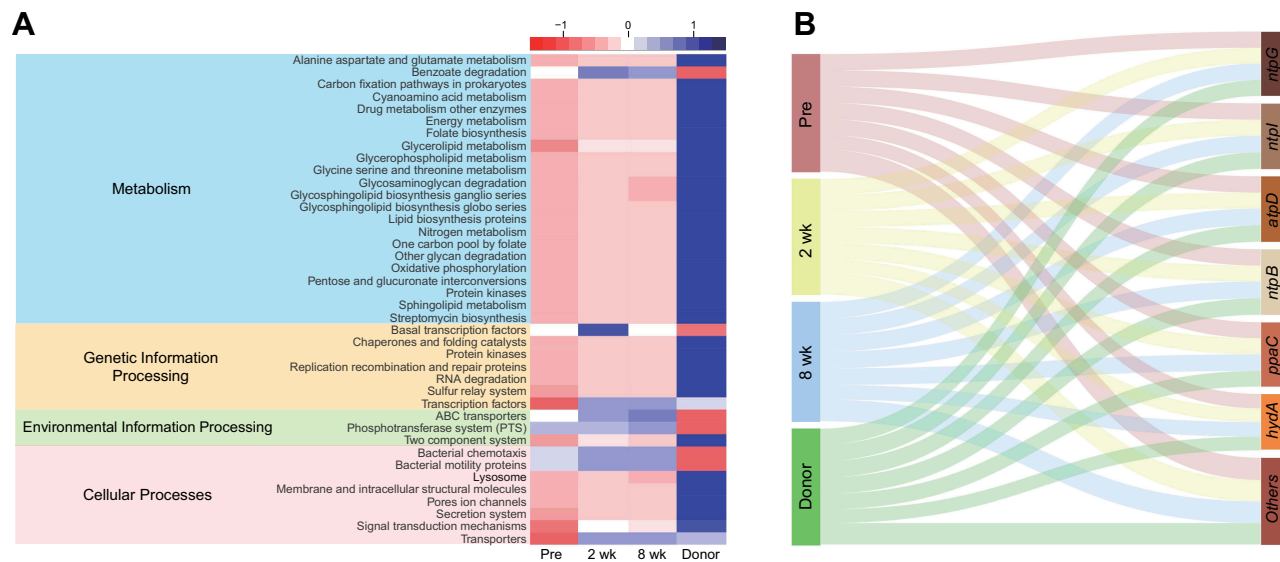 A
−1 0 1
Alanine aspartate and glutamate metabolism
Benzoate degradation
Carbon fixation pathways in prokaryotes
Cyanoamino acid metabolism
Drug metabolism other enzymes
Energy metabolism
Folate biosynthesis
Glycerolipid metabolism
Glycerophospholipid metabolism
Glycine serine and threonine metabolism
Glycosaminoglycan degradation
Glycosphingolipid biosynthesis ganglio series
Glycosphingolipid biosynthesis globo series
Lipid biosynthesis proteins
Nitrogen metabolism
One carbon pool by folate
Other glycan degradation
Oxidative phosphorylation
Pentose and glucuronate interconversions
Protein kinases
Sphingolipid metabolism
Streptomycin biosynthesis
Metabolism
Basal transcription factors
Chaperones and folding catalysts
Protein kinases
Replication recombination and repair proteins
RNA degradation
Sulfur relay system
Transcription factors
Genetic Information
Processing
ABC transporters
Phosphotransferase system (PTS)
Two component system
Environmental Information Processing
Bacterial chemotaxis
Bacterial motility proteins
Lysosome
Membrane and intracellular structural molecules
Pores ion channels
Secretion system
Signal transduction mechanisms
Transporters
Cellular Processes
Pre 2 wk 8 wk Donor
B
Pre
2 wk
8 wk
Donor
ntpG
ntpI
atpD
ntpB
ppaC
hydA
Others